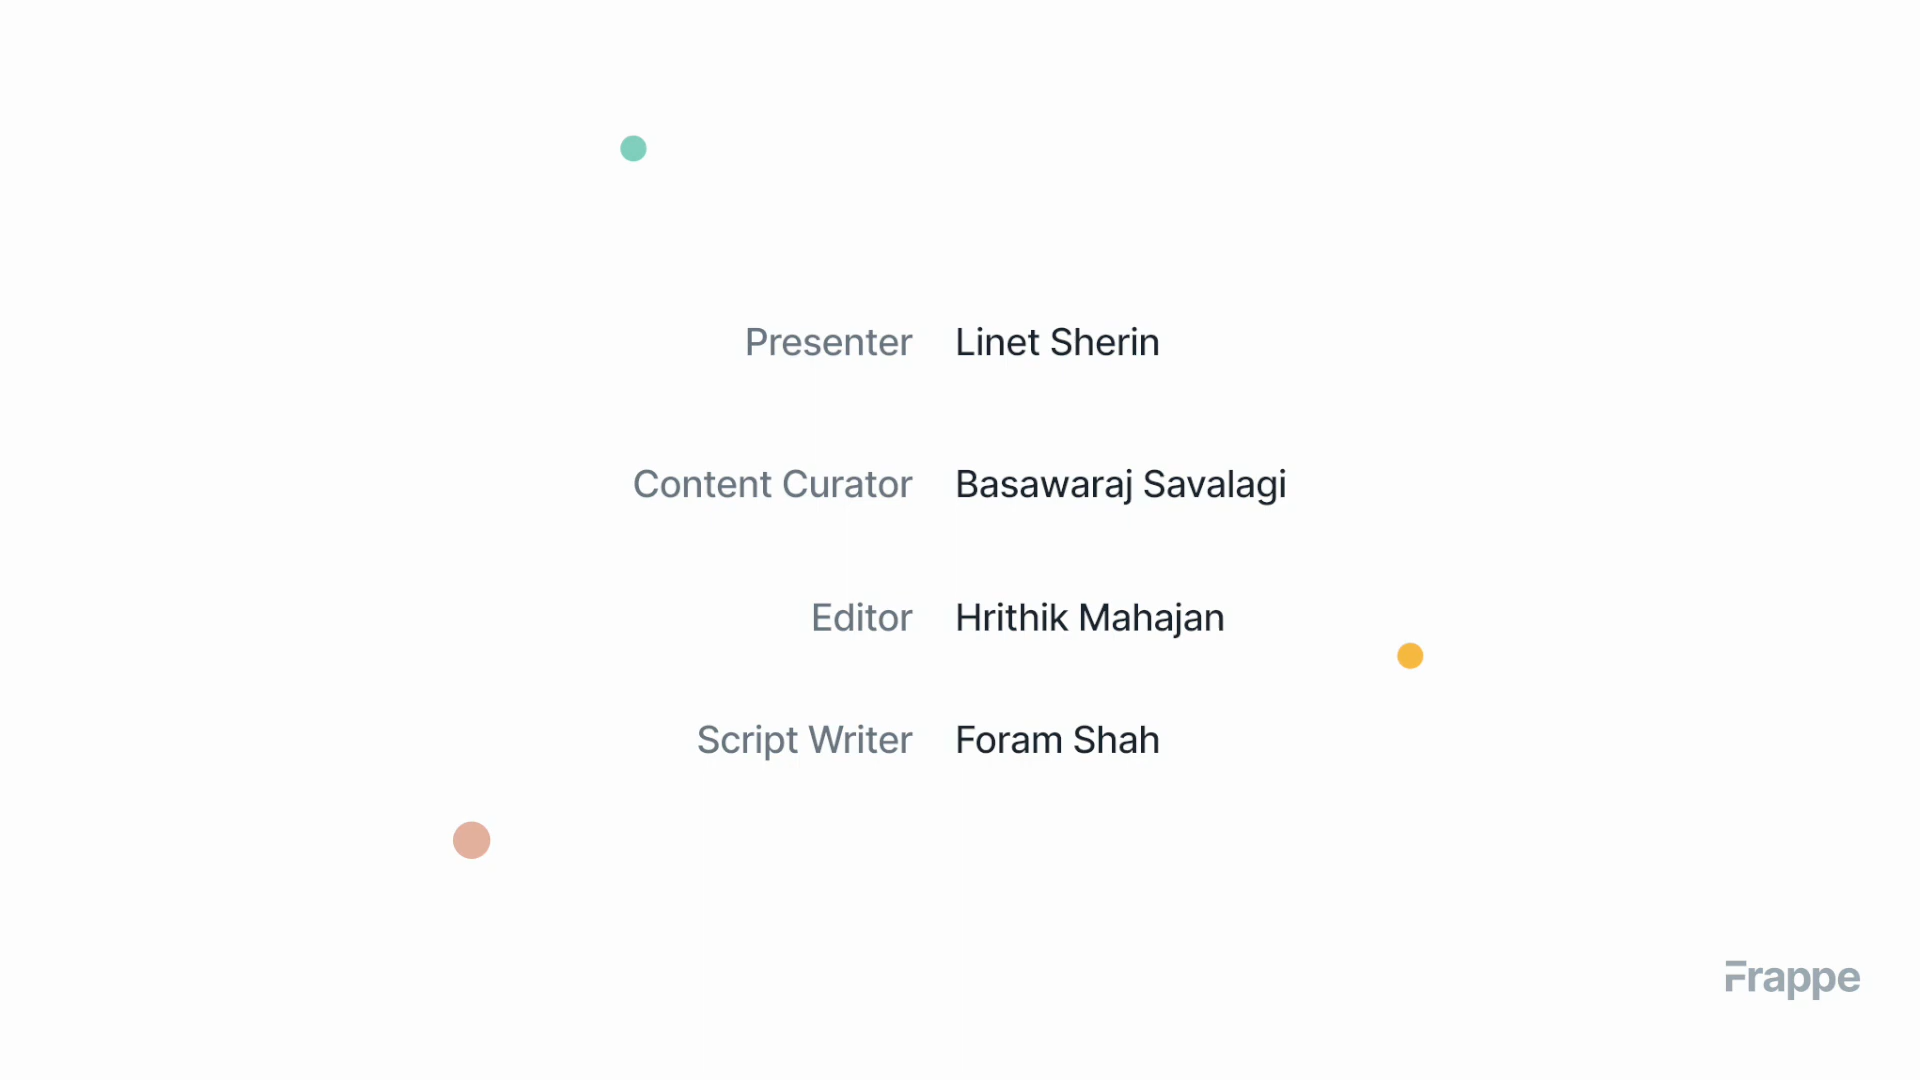 Presenter Linet Sherin
Content Curator Basawaraj Savalagi
Editor Hrithik Mahajan
Script Writer Foram Shah
Frappe